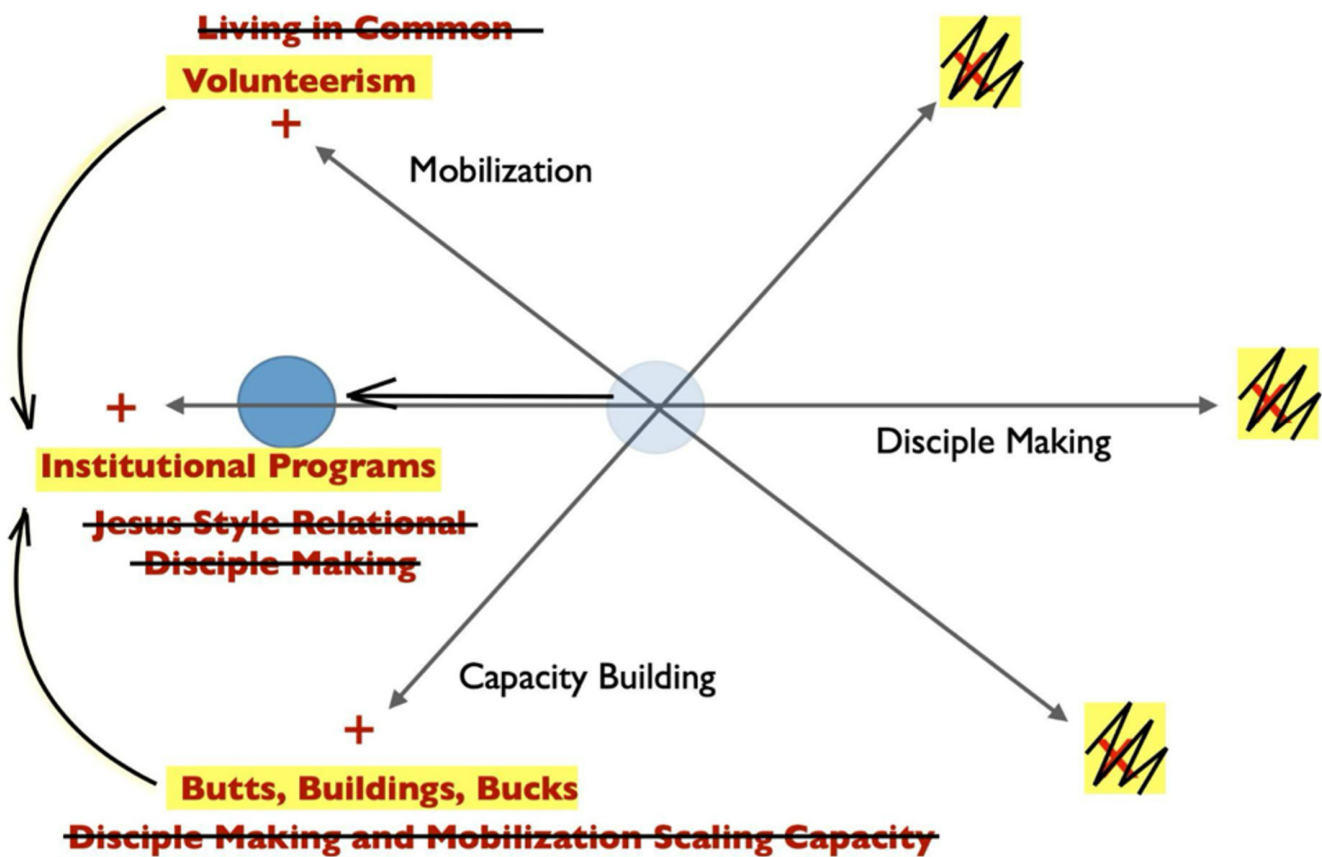 Living in Common
Volunteerism
+
Mobilization
+
Disciple Making
Institutional Programs
Jesus Style Relational
Disciple Making
Capacity Building
+
Butts, Buildings, Bucks
Disciple Making and Mobilization Scaling Capacity